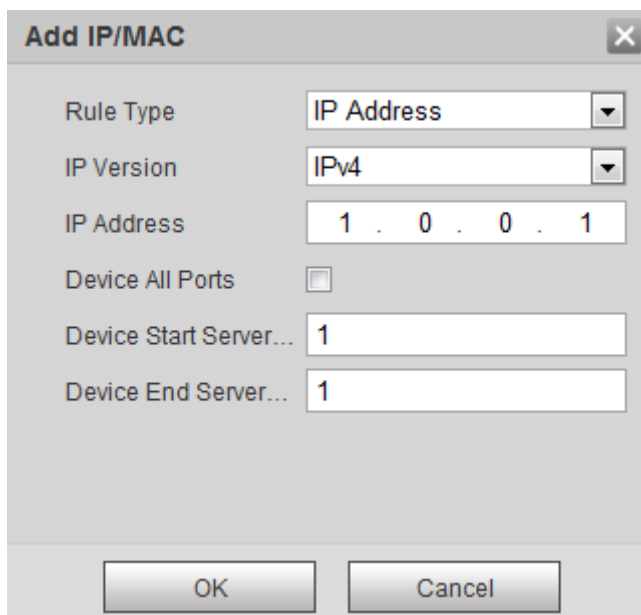 Add IP/MAC
Rule Type IP Address
IP Version IPv4
IP Address 1 . 0 . 0 . 1
Device All Ports
Device Start Server... 1
Device End Server... 1
OK Cancel